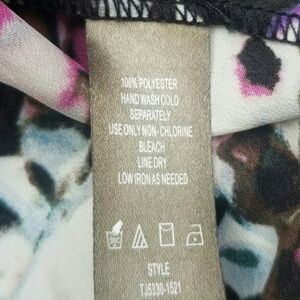 100% POLYESTER
HAND WASH COLD
SEPARATELY
USE ONLY NON- CHLORINE
BLEACH
LINE DRY
LOW IRON AS NEEDED
STYLE
TJ5330-1521